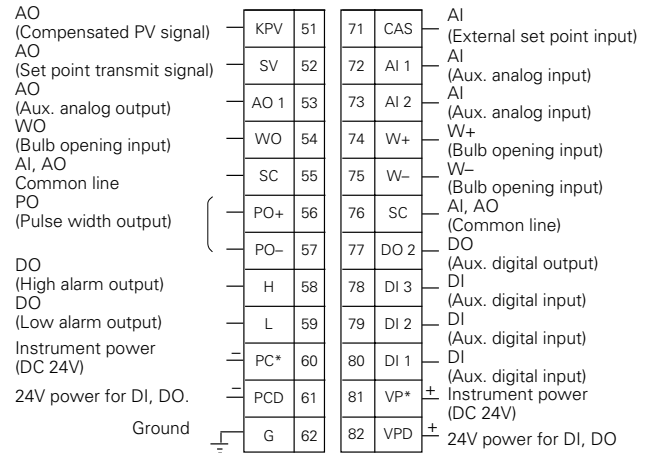 AO
(Compensated PV signal)
KPV 51
AO
(Set point transmit signal)
SV 52
AO
(Aux. analog output)
AO 1 53
WO
(Bulb opening input)
WO 54
AI, AO
Common line
SC 55
PO
(Pulse width output)
PO+ 56
PO– 57
DO
(High alarm output)
H 58
DO
(Low alarm output)
L 59
Instrument power
(DC 24V)
– PC* 60
24V power for DI, DO.
– PCD 61
Ground
G 62
71 CAS
AI
(External set point input)
72 AI 1
AI
(Aux. analog input)
73 AI 2
AI
(Aux. analog input)
74 W+
W+
(Bulb opening input)
75 W–
W–
(Bulb opening input)
76 SC
AI, AO
(Common line)
77 DO 2
DO
(Aux. digital output)
78 DI 3
DI
(Aux. digital input)
79 DI 2
DI
(Aux. digital input)
80 DI 1
DI
(Aux. digital input)
81 VP* +
Instrument power
(DC 24V)
82 VPD +
24V power for DI, DO